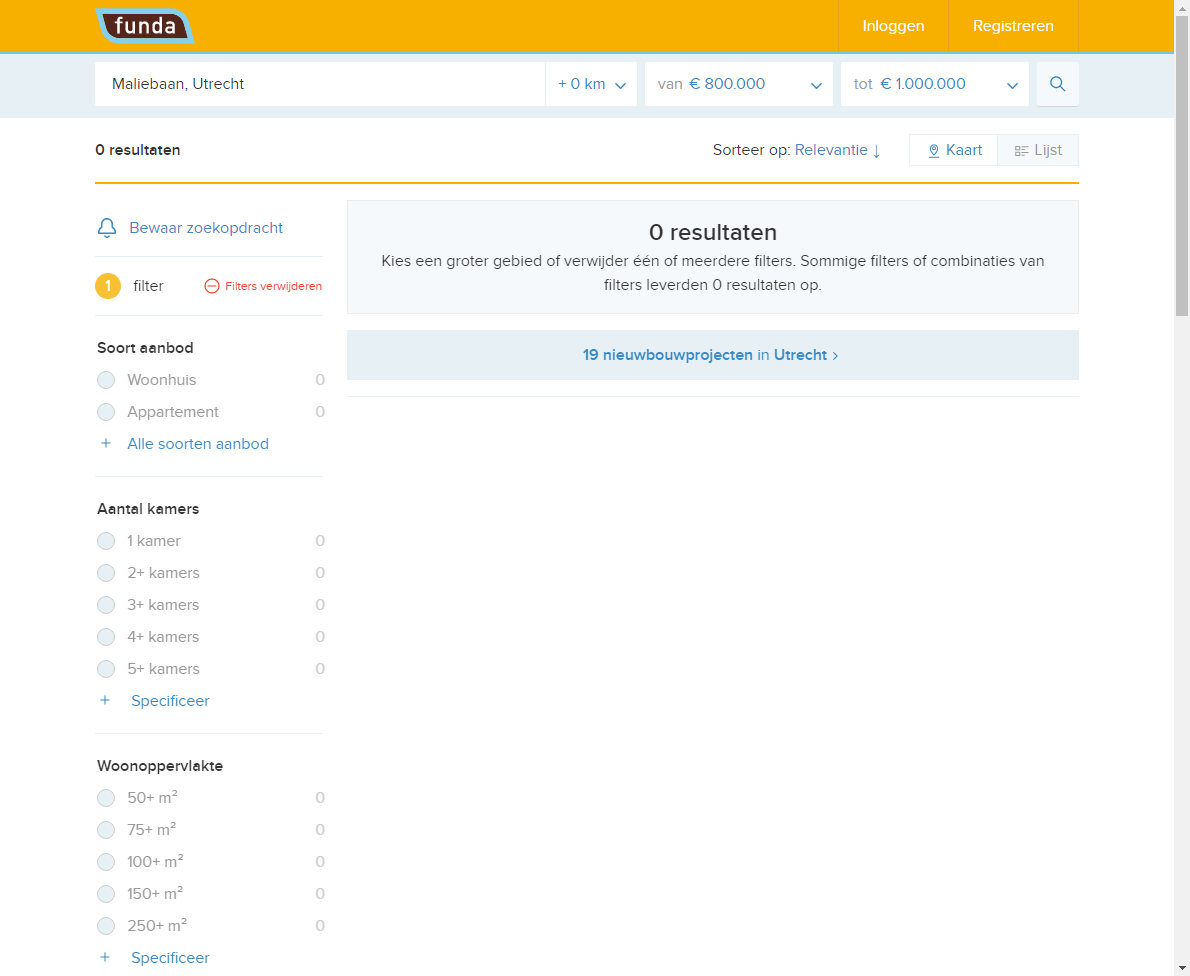 funda
Inloggen
Registreren
Maliebaan, Utrecht
+ 0 km
van € 800.000
tot € 1.000.000
0 resultaten
Sorteer op: Relevantie ↓
Kaart
Lijst
Bewaar zoekopdracht
1 filter
Filters verwijderen
Soort aanbod
Woonhuis 0
Appartement 0
+ Alle soorten aanbod
Aantal kamers
1 kamer 0
2+ kamers 0
3+ kamers 0
4+ kamers 0
5+ kamers 0
+ Specificeer
Woonoppervlakte
50+ m² 0
75+ m² 0
100+ m² 0
150+ m² 0
250+ m² 0
+ Specificeer
0 resultaten
Kies een groter gebied of verwijder één of meerdere filters. Sommige filters of combinaties van
filters leverden 0 resultaten op.
19 nieuwbouwprojecten in Utrecht ›